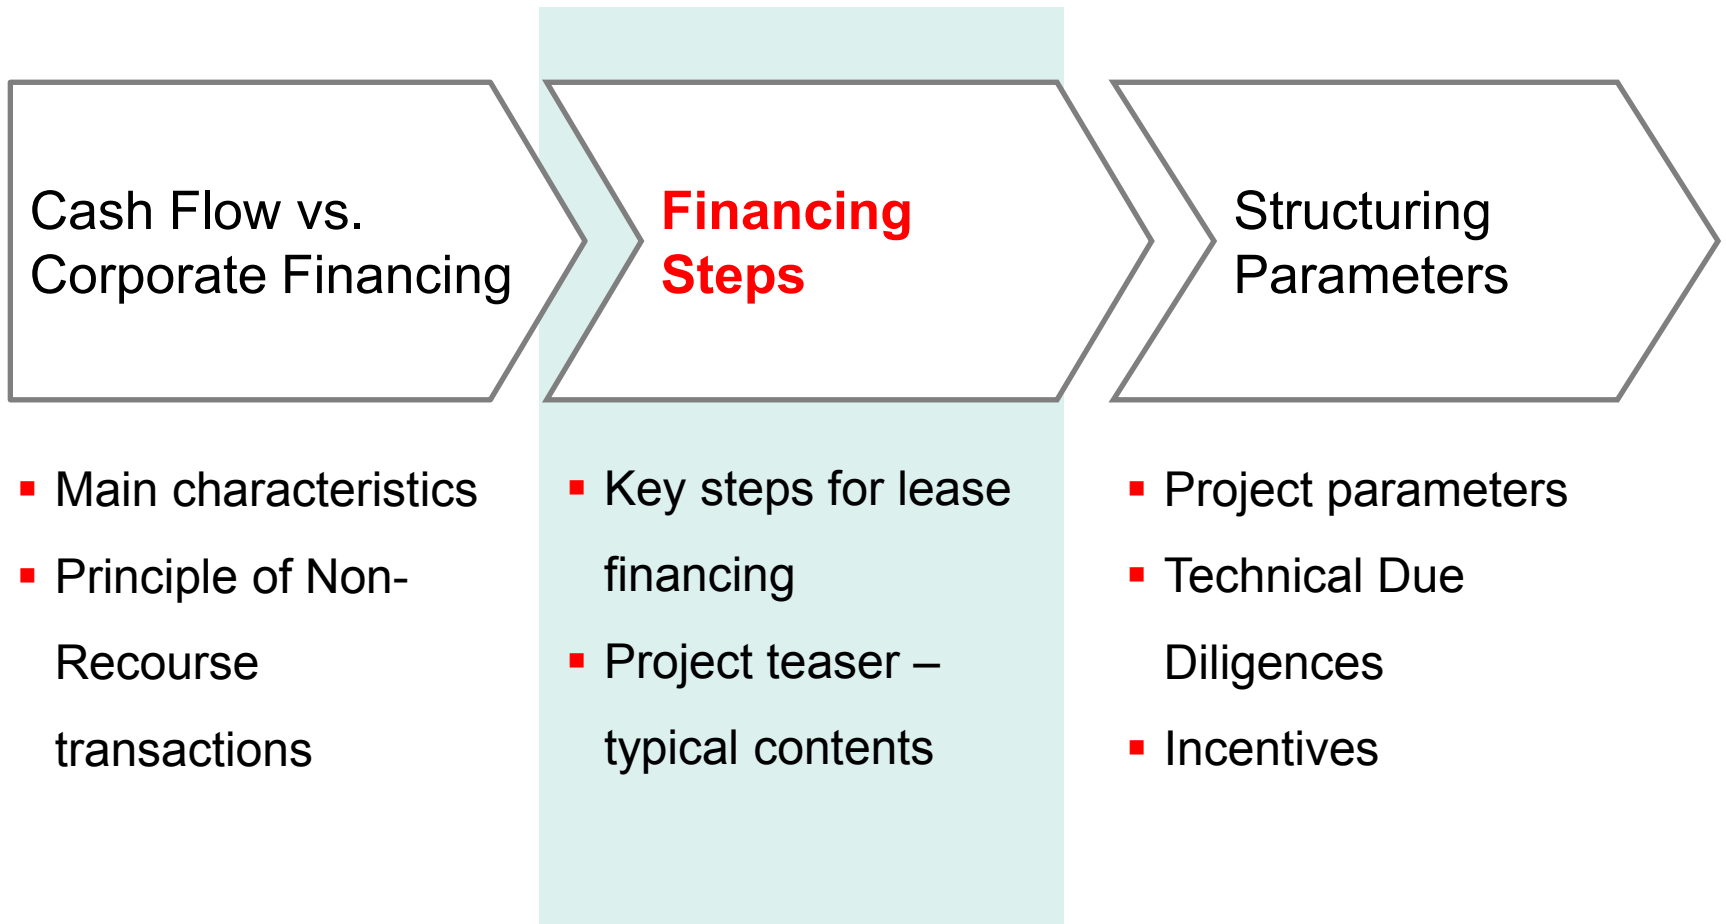 Cash Flow vs.
Corporate Financing
Financing
Steps
Structuring
Parameters
▪ Main characteristics
▪ Principle of Non-
Recourse
transactions
▪ Key steps for lease
financing
▪ Project teaser –
typical contents
▪ Project parameters
▪ Technical Due
Diligences
▪ Incentives